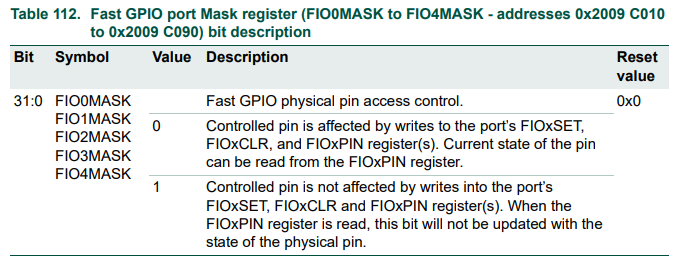 Table 112. Fast GPIO port Mask register (FIO0MASK to FIO4MASK - addresses 0x2009 C010
to 0x2009 C090) bit description
Bit Symbol Value Description Reset
value
31:0 FIO0MASK Fast GPIO physical pin access control. 0x0
FIO1MASK
FIO2MASK
FIO3MASK
FIO4MASK
0 Controlled pin is affected by writes to the port’s FIOxSET,
FIOxCLR, and FIOxPIN register(s). Current state of the pin
can be read from the FIOxPIN register.
1 Controlled pin is not affected by writes into the port’s
FIOxSET, FIOxCLR and FIOxPIN register(s). When the
FIOxPIN register is read, this bit will not be updated with the
state of the physical pin.